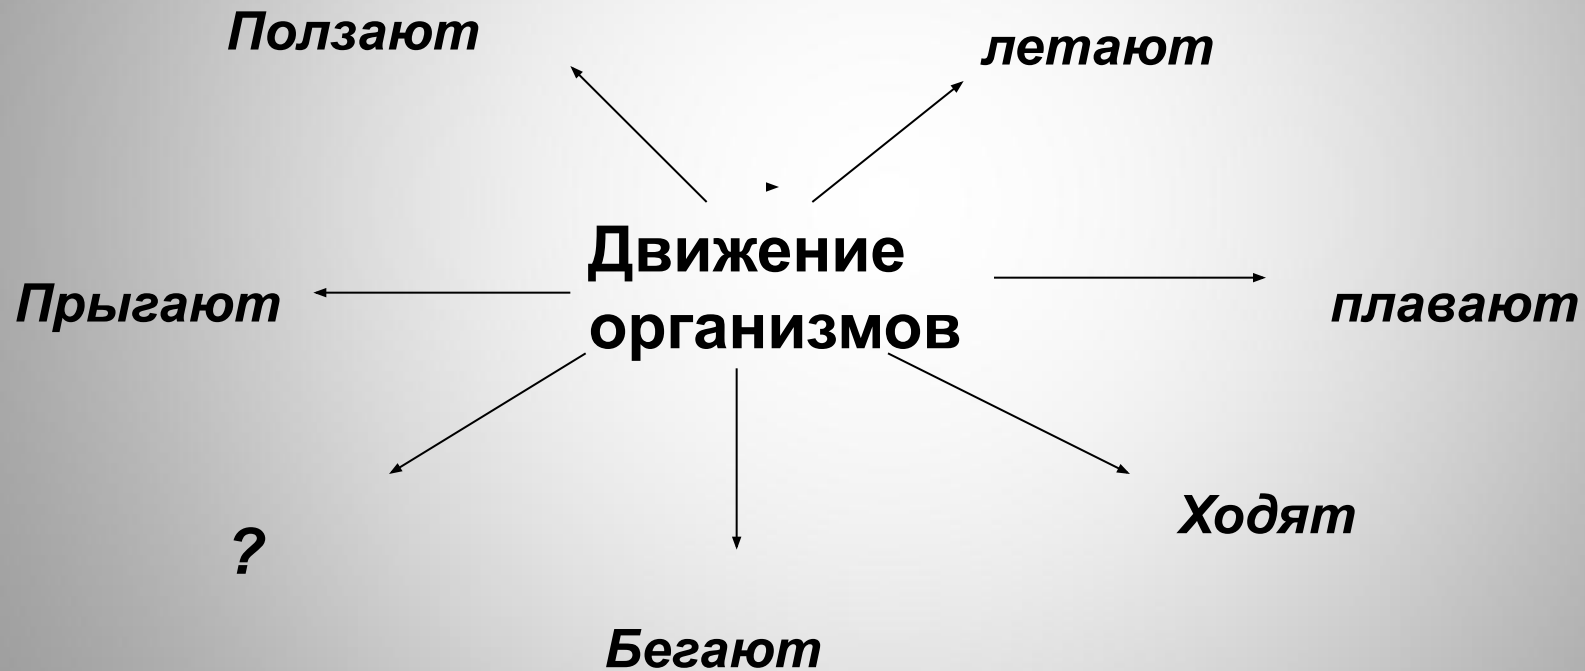 Ползают
летают
Движение
организмов
Прыгают
плавают
?
Ходят
Бегают